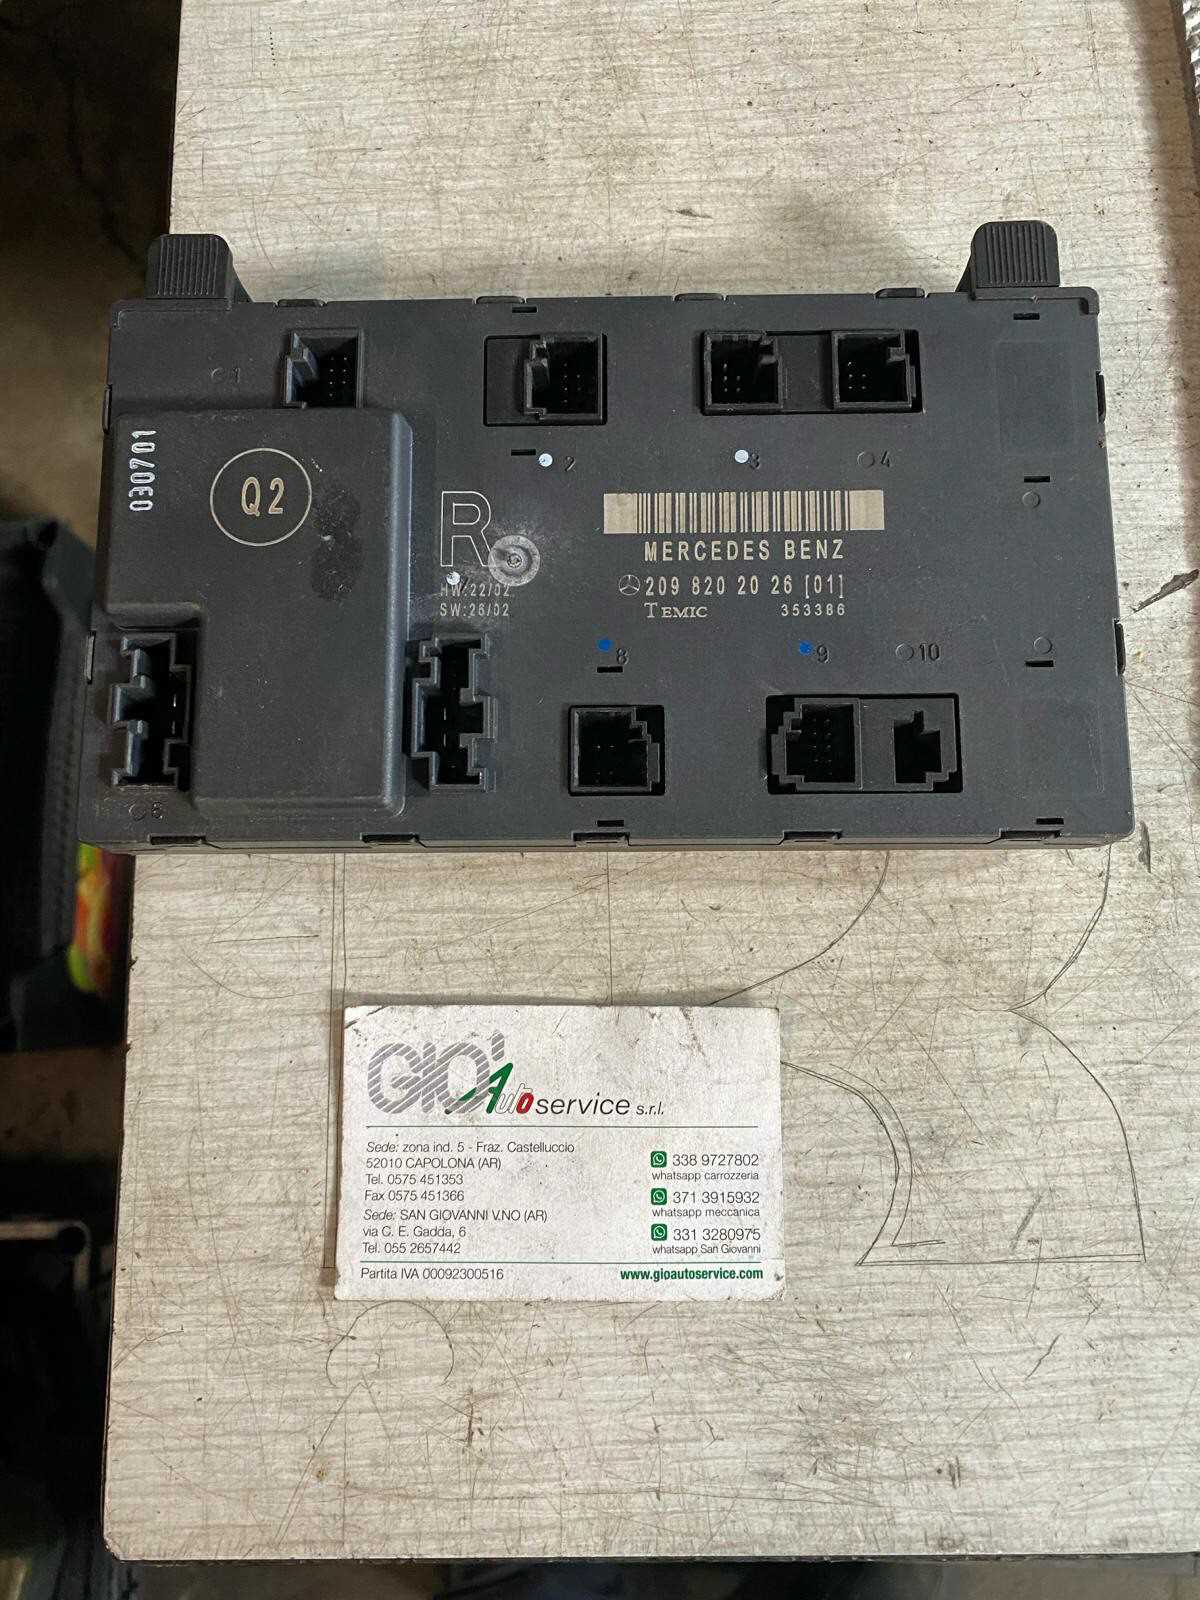 1
2
3
4
030701
Q2
R
MERCEDES BENZ
209 820 20 26 [01]
HW:22/02
SW:26/02
TEMIC 353386
8
9
10
6
GIO' Autoservice s.r.l.
Sede: zona ind. 5 - Fraz. Castelluccio
52010 CAPOLONA (AR)
Tel. 0575 451353
Fax 0575 451366
Sede: SAN GIOVANNI V.NO (AR)
via C. E. Gadda, 6
Tel. 055 2657442
338 9727802
whatsapp carrozzeria
371 3915932
whatsapp meccanica
331 3280975
whatsapp San Giovanni
Partita IVA 00092300516
www.gioautoservice.com